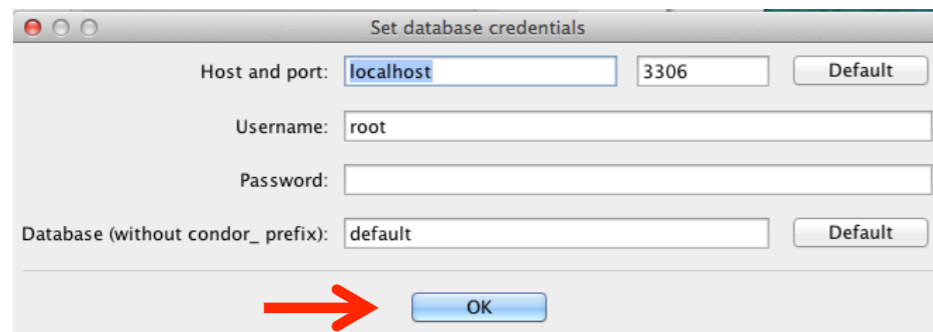 Set database credentials
Host and port: localhost 3306 Default
Username: root
Password:
Database (without condor_ prefix): default Default
OK